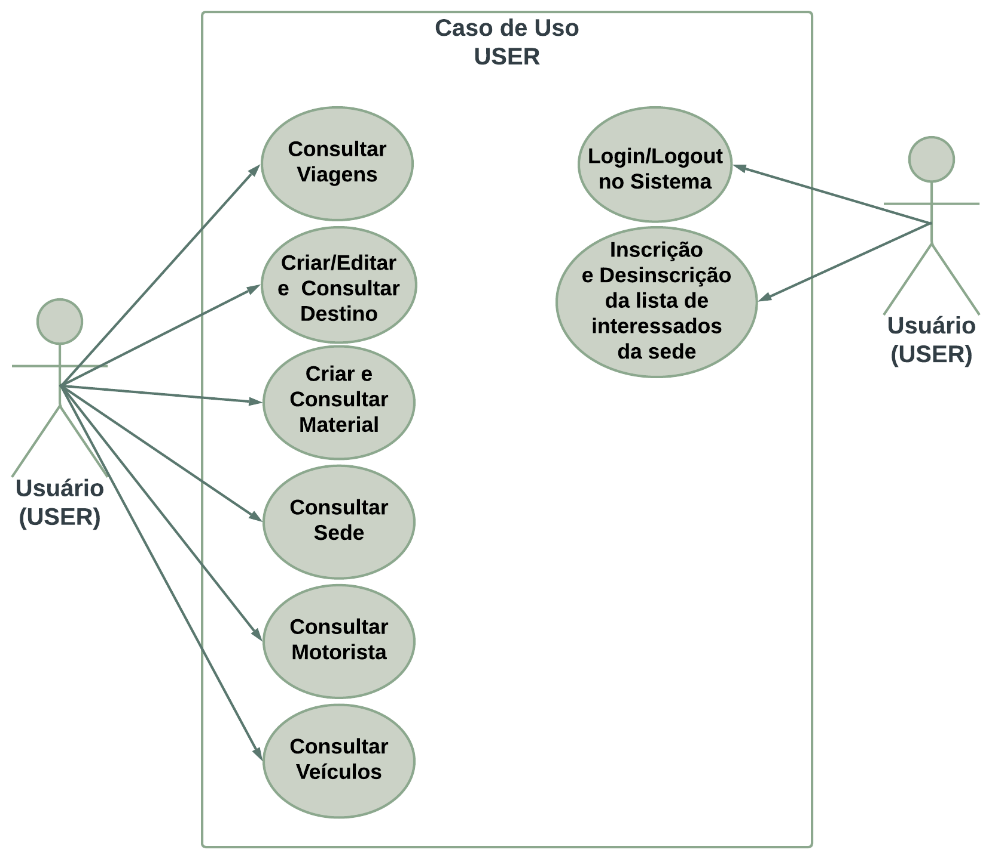 Caso de Uso
USER
Consultar
Viagens
Criar/Editar
e Consultar
Destino
Criar e
Consultar
Material
Consultar
Sede
Consultar
Motorista
Consultar
Veículos
Login/Logout
no Sistema
Inscrição
e Desinscrição
da lista de
interessados
da sede
Usuário
(USER)
Usuário
(USER)